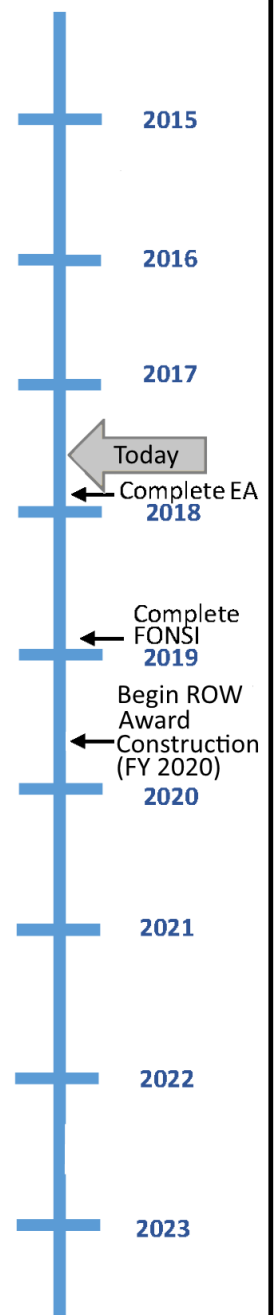 2015
2016
2017
Today
Complete EA
2018
Complete
FONSI
2019
Begin ROW
Award
Construction
(FY 2020)
2020
2021
2022
2023